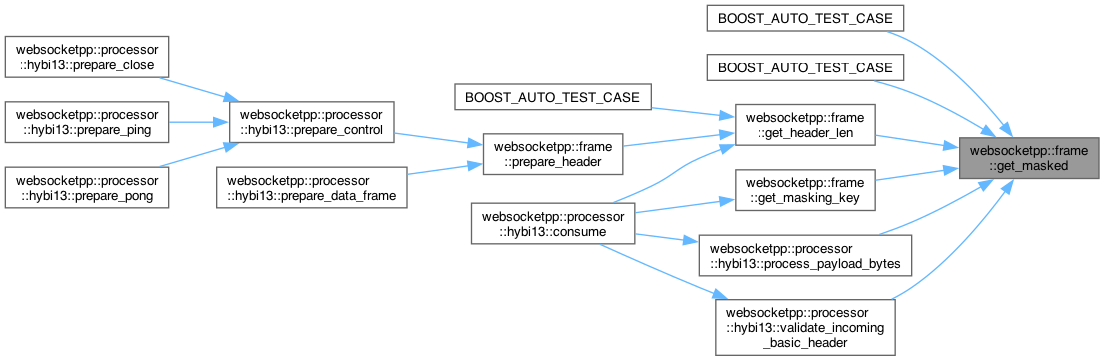 BOOST_AUTO_TEST_CASE
websocketpp::processor
::hybi13::prepare_close
BOOST_AUTO_TEST_CASE
BOOST_AUTO_TEST_CASE
websocketpp::processor
::hybi13::prepare_ping
websocketpp::processor
::hybi13::prepare_control
websocketpp::frame
::get_header_len
websocketpp::frame
::prepare_header
websocketpp::frame
::get_masked
websocketpp::processor
::hybi13::prepare_pong
websocketpp::processor
::hybi13::prepare_data_frame
websocketpp::frame
::get_masking_key
websocketpp::processor
::hybi13::consume
websocketpp::processor
::hybi13::process_payload_bytes
websocketpp::processor
::hybi13::validate_incoming
_basic_header